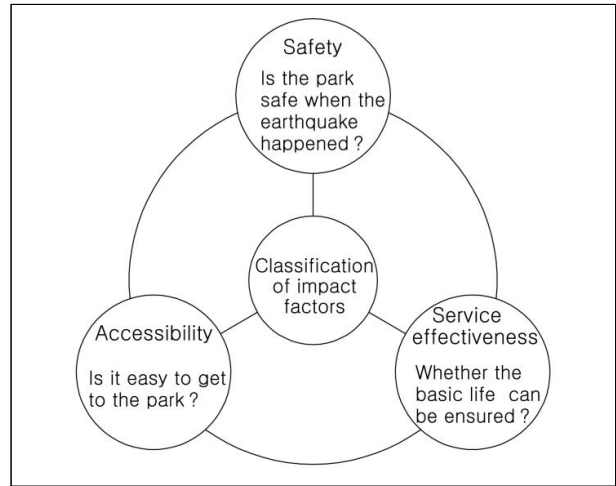 Safety
Is the park
safe when the
earthquake
happened ?
Classification
of impact
factors
Accessibility
Is it easy to get
to the park ?
Service
effectiveness
Whether the
basic life can
be ensured ?